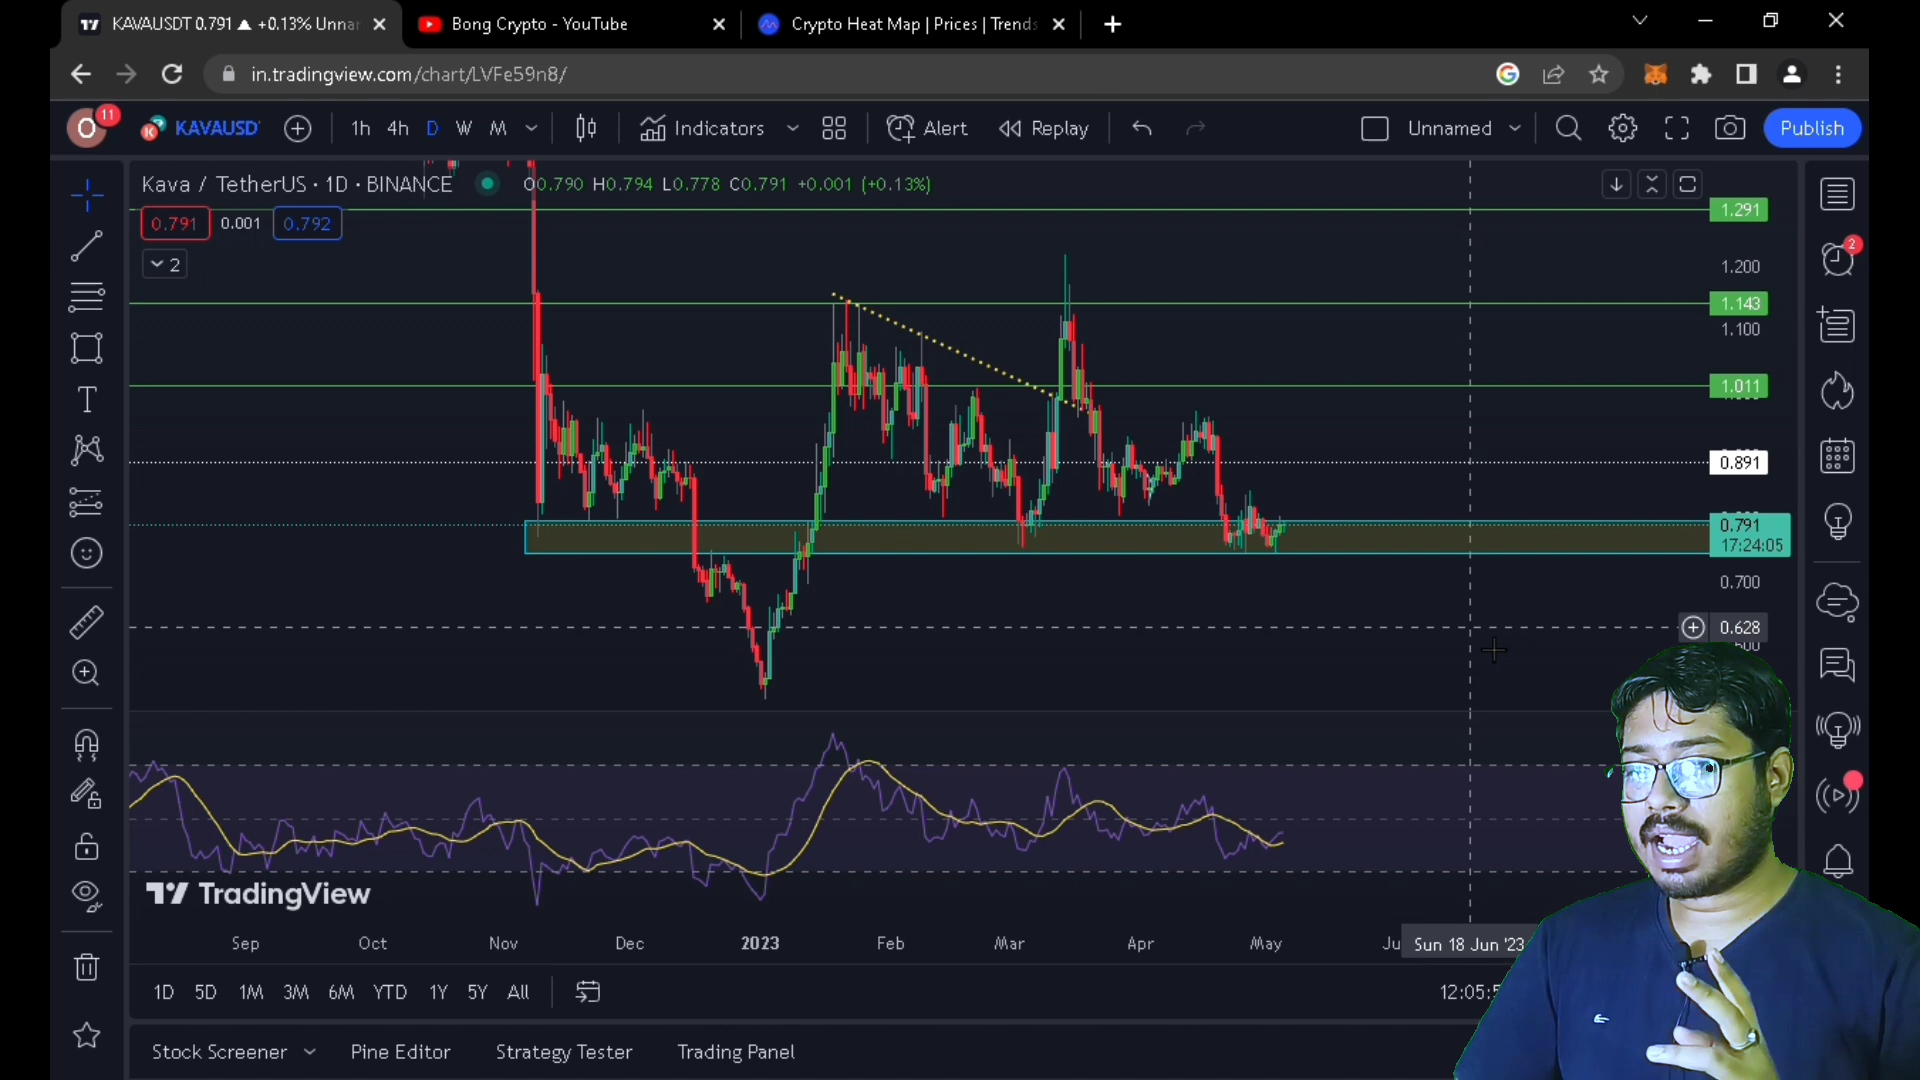 KAVAUSDT 0.791 ▲ +0.13% Unna
Bong Crypto - YouTube
Crypto Heat Map | Prices | Trends
in.tradingview.com/chart/LVFe59n8/
O
11
KAVAUSD
1h 4h D W M
Indicators
Alert
Replay
Unnamed
Publish
Kava / TetherUS · 1D · BINANCE
O0.790 H0.794 L0.778 C0.791 +0.001 (+0.13%)
0.791
0.001
0.792
2
1.291
2
1.200
1.143
1.100
1.011
0.891
0.791
17:24:05
0.700
0.628
TradingView
Sep
Oct
Nov
Dec
2023
Feb
Mar
Apr
May
Ju
Sun 18 Jun '23
1D 5D 1M 3M 6M YTD 1Y 5Y All
12:05:5
Stock Screener
Pine Editor
Strategy Tester
Trading Panel